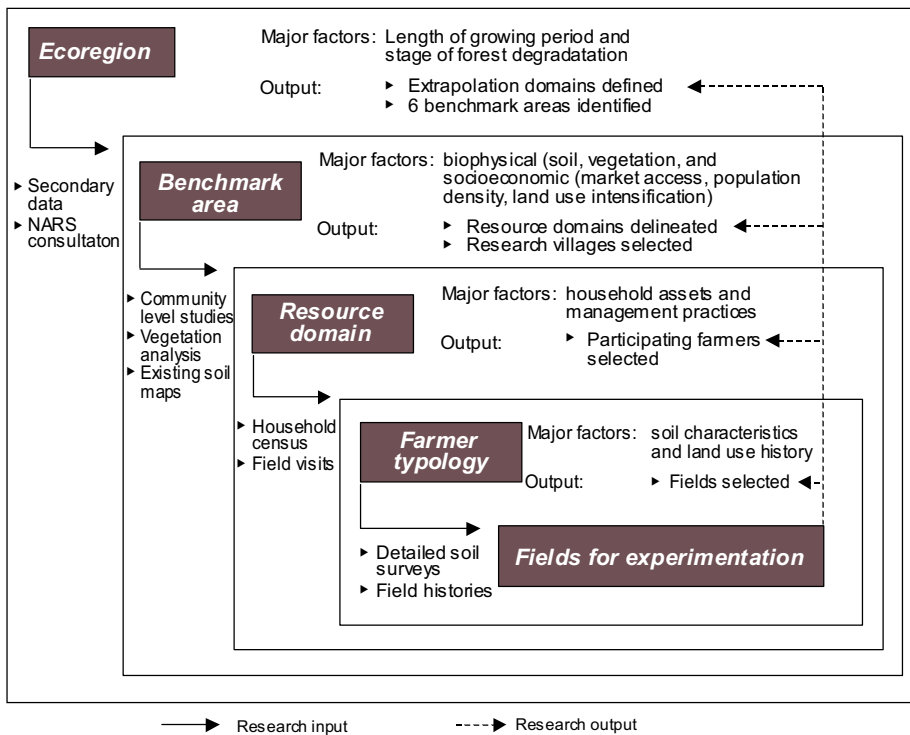 Ecoregion
Major factors: Length of growing period and
stage of forest degradatation
Output: ▶ Extrapolation domains defined
▶ 6 benchmark areas identified
▶ Secondary
data
▶ NARS
consultaton
Benchmark
area
Major factors: biophysical (soil, vegetation, and
socioeconomic (market access, population
density, land use intensification)
Output: ▶ Resource domains delineated
▶ Research villages selected
▶ Community
level studies
▶ Vegetation
analysis
▶ Existing soil
maps
Resource
domain
Major factors: household assets and
management practices
Output: ▶ Participating farmers
selected
▶ Household
census
▶ Field visits
Farmer
typology
Major factors: soil characteristics
and land use history
Output: ▶ Fields selected
▶ Detailed soil
surveys
▶ Field histories
Fields for experimentation
Research input
Research output